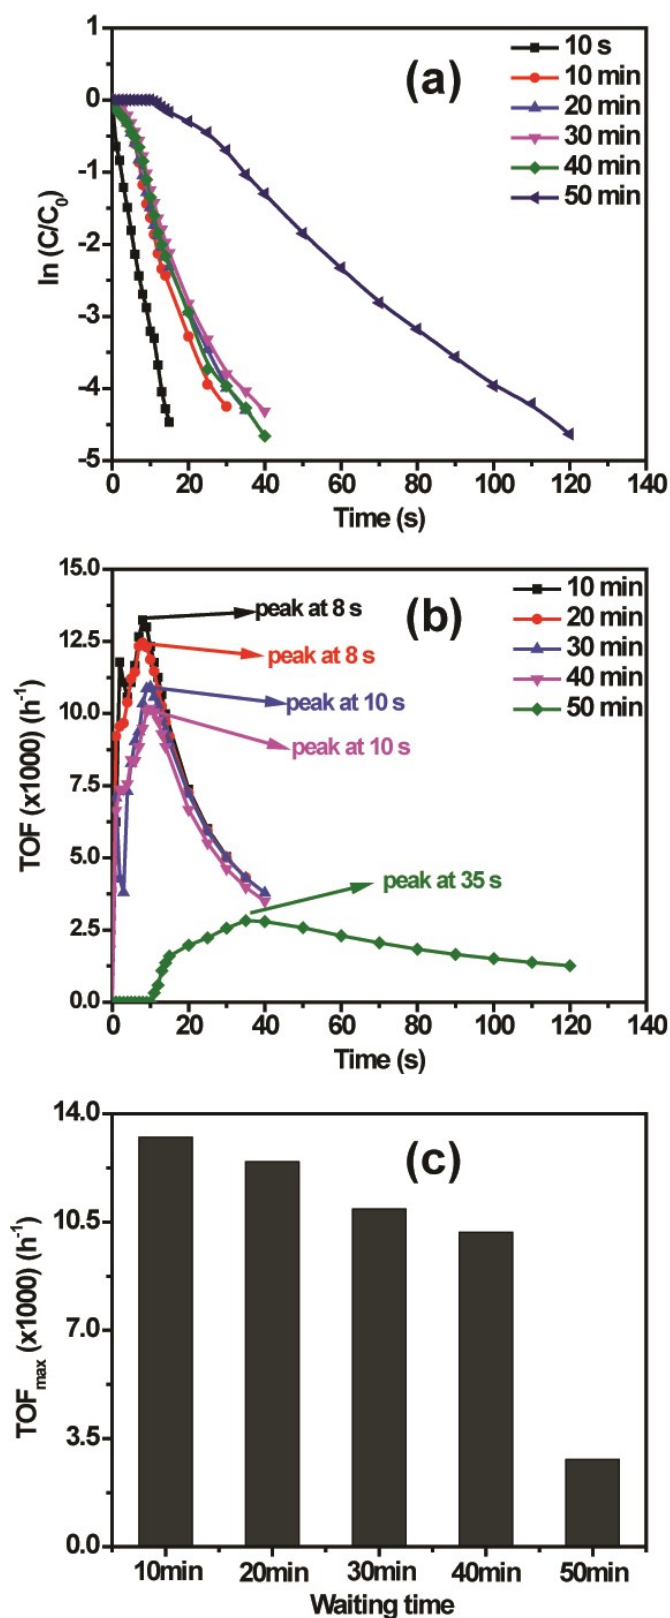 (a)
10 s
10 min
20 min
30 min
40 min
50 min
1
0
-1
-2
-3
-4
-5
ln (C/C0)
0 20 40 60 80 100 120 140
Time (s)
(b)
10 min
20 min
30 min
40 min
50 min
peak at 8 s
peak at 8 s
peak at 10 s
peak at 10 s
peak at 35 s
15.0
12.5
10.0
7.5
5.0
2.5
0.0
TOF (x1000) (h-1)
0 20 40 60 80 100 120 140
Time (s)
(c)
14.0
10.5
7.0
3.5
0.0
TOFmax (x1000) (h-1)
10min 20min 30min 40min 50min
Waiting time